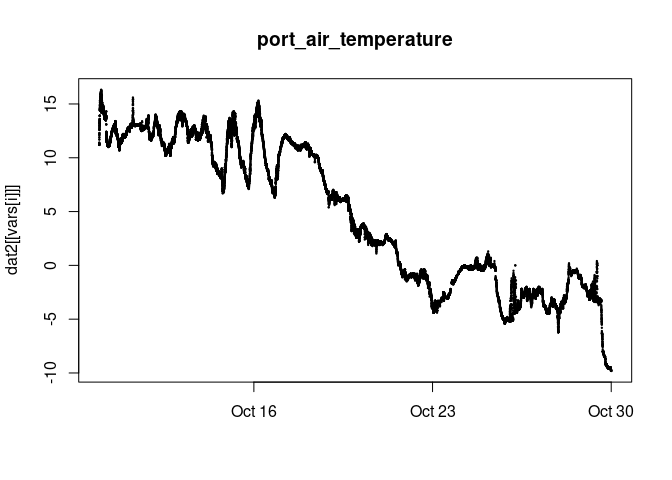 port_air_temperature
dat2[[vars[i]]]
15
10
5
0
-5
-10
Oct 16
Oct 23
Oct 30